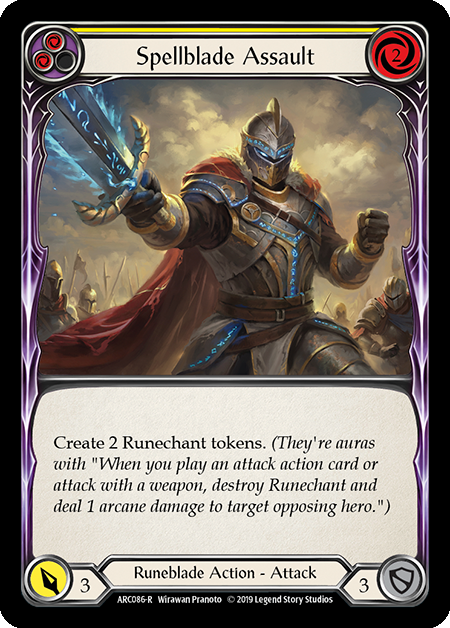 Spellblade Assault
2
Create 2 Runechant tokens. (They're auras
with "When you play an attack action card or
attack with a weapon, destroy Runechant and
deal 1 arcane damage to target opposing hero.")
3
Runeblade Action - Attack
3
ARC086-R Wirawan Pranoto © 2019 Legend Story Studios